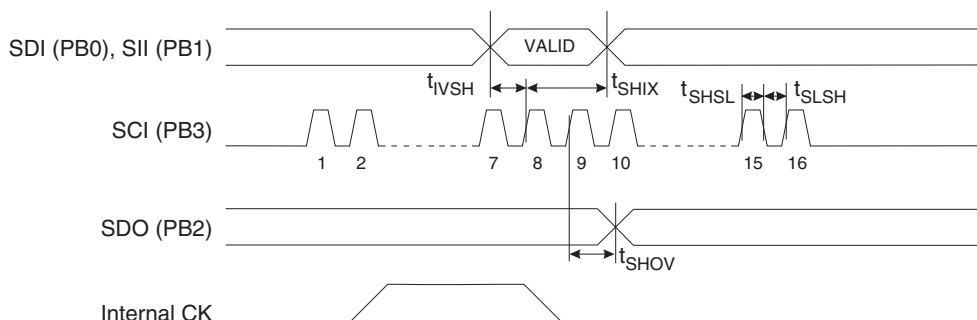 SDI (PB0), SII (PB1)
VALID
tIVSH
tSHIX
tSHSL
tSLSH
SCI (PB3)
1 2 7 8 9 10 15 16
SDO (PB2)
tSHOV
Internal CK